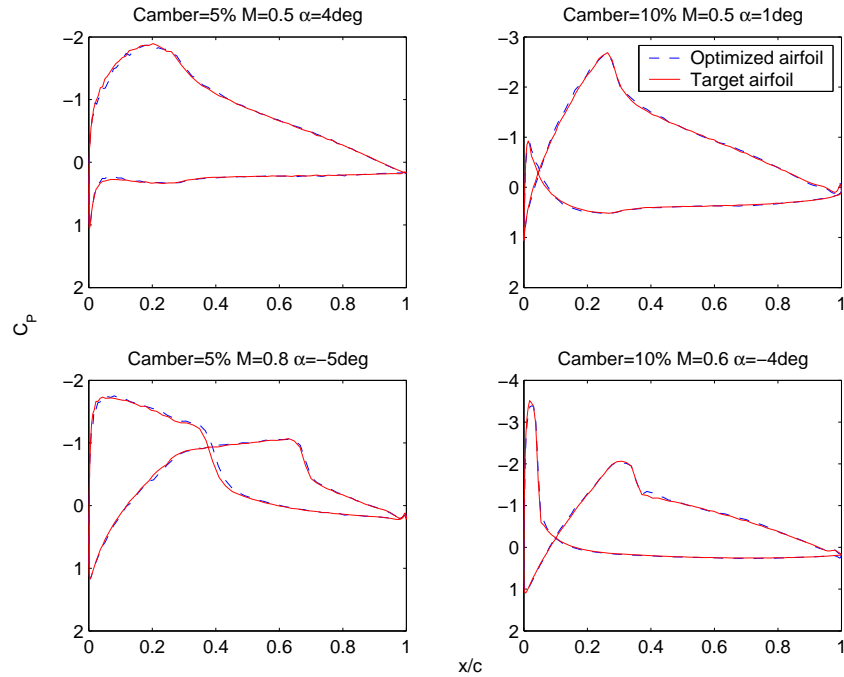 Camber=5% M=0.5 α=4deg
−2
−1
0
1
2
0 0.2 0.4 0.6 0.8 1
Camber=10% M=0.5 α=1deg
Optimized airfoil
Target airfoil
−3
−2
−1
0
1
2
0 0.2 0.4 0.6 0.8 1
C_P
Camber=5% M=0.8 α=−5deg
−2
−1
0
1
2
0 0.2 0.4 0.6 0.8 1
Camber=10% M=0.6 α=−4deg
−4
−3
−2
−1
0
1
2
0 0.2 0.4 0.6 0.8 1
x/c